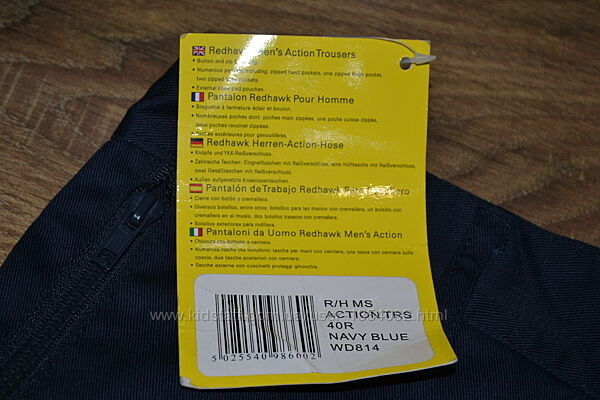 Redhawk Men's Action Trousers
• Button and zip
• Numerous pockets including: zipped hand pockets, one zipped thigh pocket,
two zipped pockets.
• External knee pad pouches.
Pantalon Redhawk Pour Homme
• Braguette à fermeture éclair et bouton.
• Nombreuses poches dont: poches main zippées, une poche cuisse zippée,
deux poches revolver zippées.
• Poches extérieures pour genouillères.
Redhawk Herren-Action-Hose
• Knöpfe und YKK-Reißverschluss.
• Zahlreiche Taschen: Eingrifftaschen mit Reißverschluss, eine Hüfttasche mit Reißverschluss,
zwei Gesäßtaschen mit Reißverschluss.
• Außen aufgesetzte Kniekissentaschen.
Pantalón de Trabajo Redhawk
• Cierre con botón y cremallera.
• Diversos bolsillos, entre otros; bolsillos para las manos con cremallera, un bolsillo con
cremallera en el muslo, dos bolsillos traseros con cremallera.
• Bolsillos exteriores para rodilleras.
Pantaloni da Uomo Redhawk Men's Action
• Chiusura con bottone a cerniera.
• Numerose tasche che includono: tasche per mani con cerniera, una tasca con cerniera sulla
coscia, due tasche posteriori con cerniera.
• Sacche esterne con cuscinetti proteggi ginocchia.
R/H MS
ACTION TRS
40R
NAVY BLUE
WD814
5 025540 986602